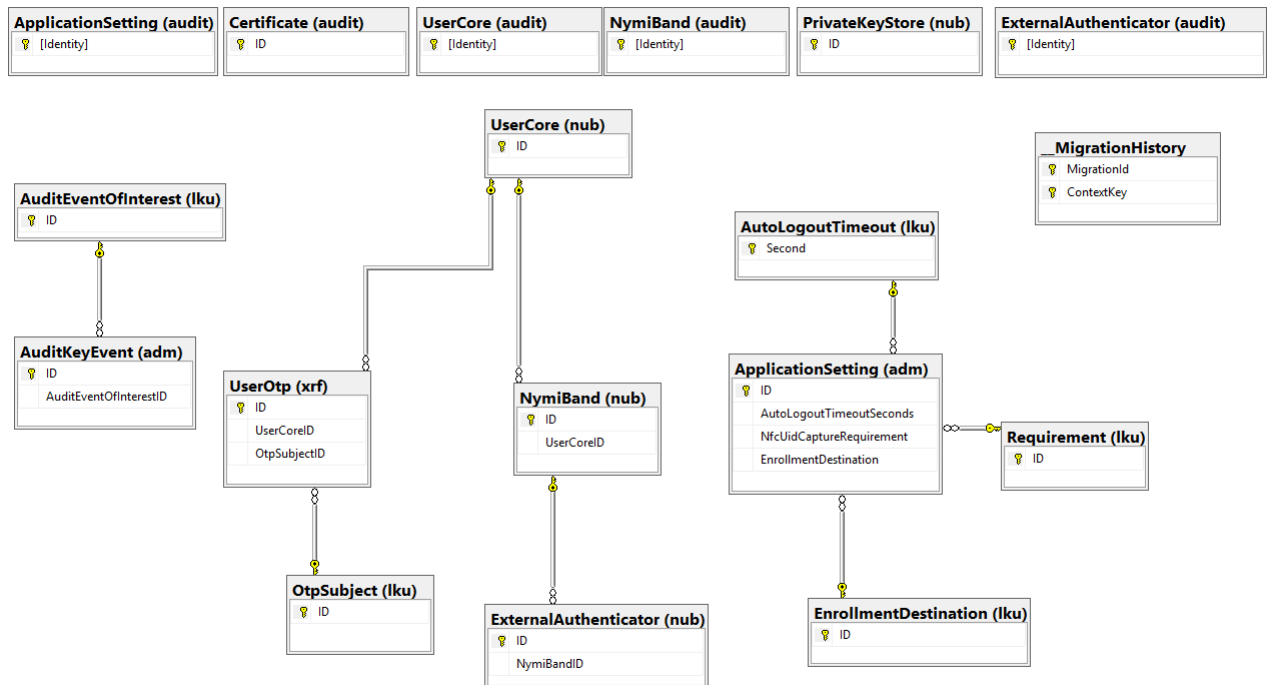 ApplicationSetting (audit)
[Identity]
Certificate (audit)
ID
UserCore (audit)
[Identity]
NymiBand (audit)
[Identity]
PrivateKeyStore (nub)
ID
ExternalAuthenticator (audit)
[Identity]
UserCore (nub)
ID
__MigrationHistory
MigrationId
ContextKey
AuditEventOfInterest (lku)
ID
AutoLogoutTimeout (lku)
Second
AuditKeyEvent (adm)
ID
AuditEventOfInterestID
UserOtp (xrf)
ID
UserCoreID
OtpSubjectID
NymiBand (nub)
ID
UserCoreID
ApplicationSetting (adm)
ID
AutoLogoutTimeoutSeconds
NfcUidCaptureRequirement
EnrollmentDestination
Requirement (lku)
ID
OtpSubject (lku)
ID
ExternalAuthenticator (nub)
ID
NymiBandID
EnrollmentDestination (lku)
ID